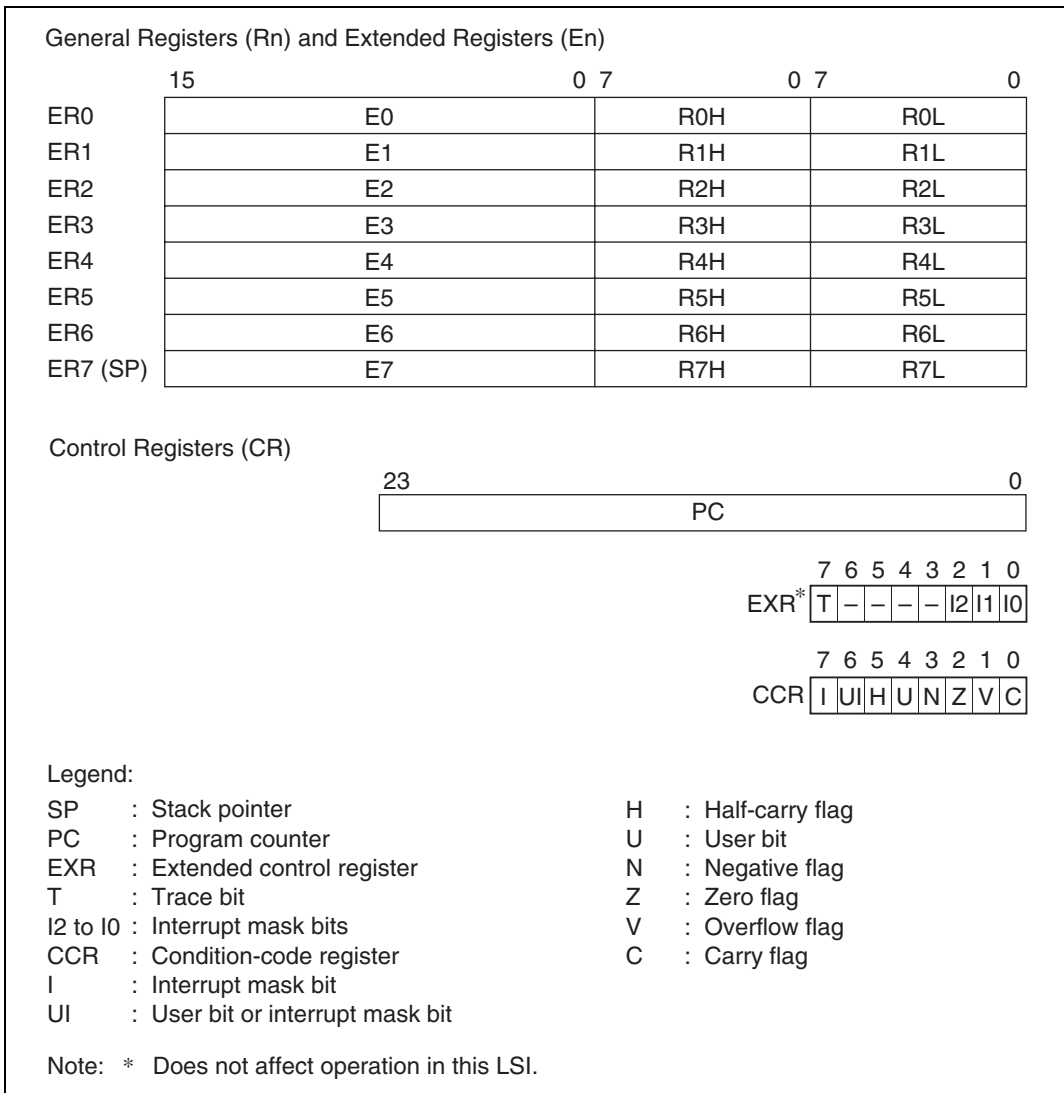 General Registers (Rn) and Extended Registers (En)
15 0 7 0 7 0
ER0 E0 R0H R0L
ER1 E1 R1H R1L
ER2 E2 R2H R2L
ER3 E3 R3H R3L
ER4 E4 R4H R4L
ER5 E5 R5H R5L
ER6 E6 R6H R6L
ER7 (SP) E7 R7H R7L
Control Registers (CR)
23 0
PC
7 6 5 4 3 2 1 0
EXR* T – – – – I2 I1 I0
7 6 5 4 3 2 1 0
CCR I UI H U N Z V C
Legend:
SP : Stack pointer
PC : Program counter
EXR : Extended control register
T : Trace bit
I2 to I0 : Interrupt mask bits
CCR : Condition-code register
I : Interrupt mask bit
UI : User bit or interrupt mask bit
H : Half-carry flag
U : User bit
N : Negative flag
Z : Zero flag
V : Overflow flag
C : Carry flag
Note: * Does not affect operation in this LSI.